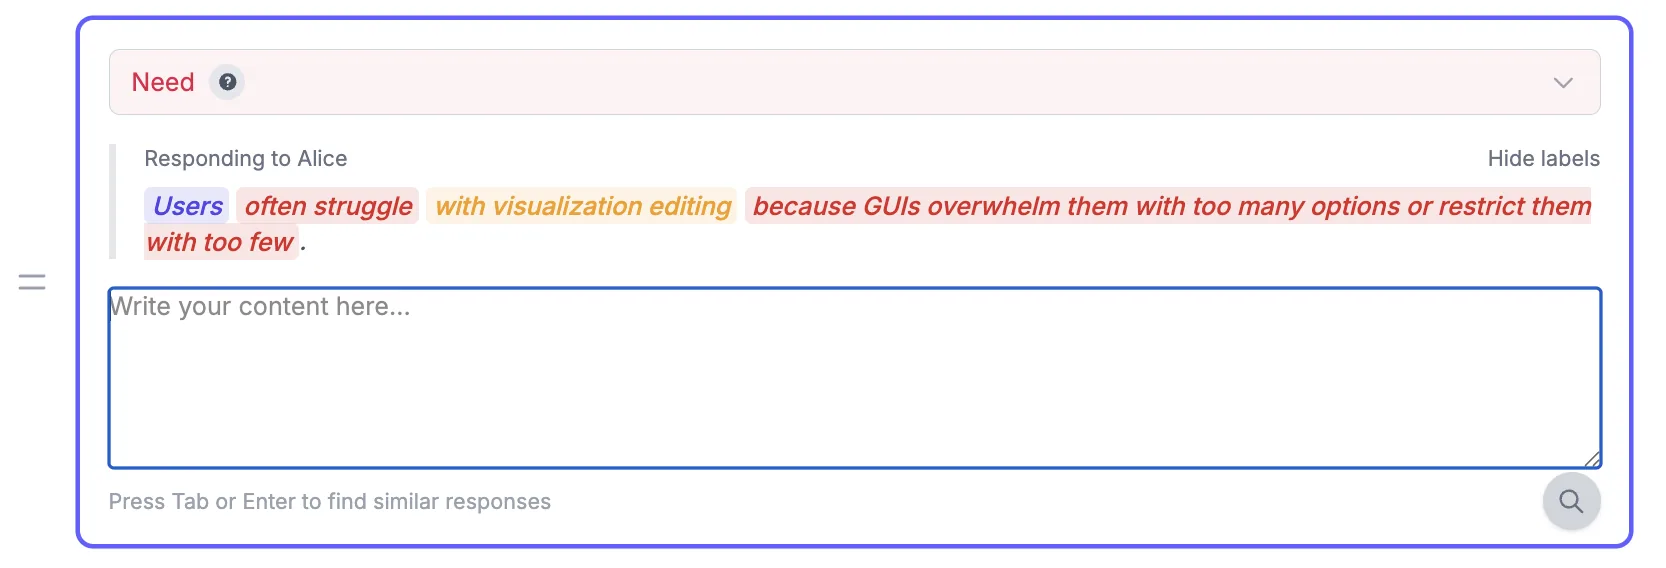 Need ?
Responding to Alice
Hide labels
Users often struggle with visualization editing because GUIs overwhelm them with too many options or restrict them
with too few .
Write your content here...
Press Tab or Enter to find similar responses